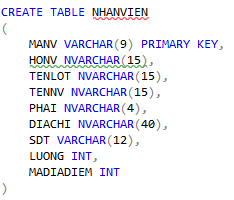 CREATE TABLE NHANVIEN
(
MANV VARCHAR(9) PRIMARY KEY,
HONV NVARCHAR(15),
TENLOT NVARCHAR(15),
TENNV NVARCHAR(15),
PHAI NVARCHAR(4),
DIACHI NVARCHAR(40),
SDT VARCHAR(12),
LUONG INT,
MADIADIEM INT
)